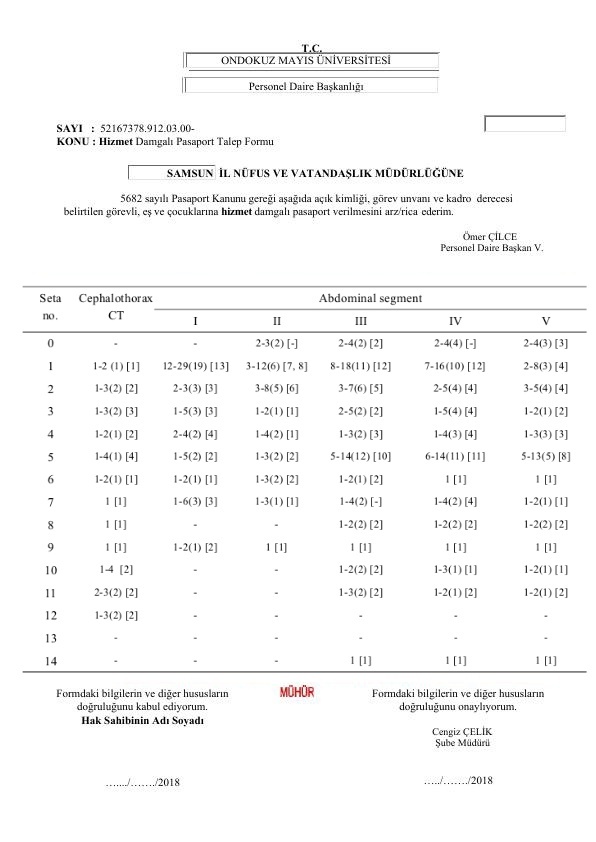 T.C.
ONDOKUZ MAYIS ÜNİVERSİTESİ
Personel Daire Başkanlığı
SAYI : 52167378.912.03.00-
KONU : Hizmet Damgalı Pasaport Talep Formu
SAMSUN İL NÜFUS VE VATANDAŞLIK MÜDÜRLÜĞÜNE
5682 sayılı Pasaport Kanunu gereği aşağıda açık kimliği, görev unvanı ve kadro derecesi
belirtilen görevli, eş ve çocuklarına hizmet damgalı pasaport verilmesini arz/rica ederim.
Ömer ÇİLCE
Personel Daire Başkan V.
Seta Cephalothorax Abdominal segment
no. CT I II III IV V
0 - - 2-3(2) [-] 2-4(2) [2] 2-4(4) [-] 2-4(3) [3]
1 1-2 (1) [1] 12-29(19) [13] 3-12(6) [7, 8] 8-18(11) [12] 7-16(10) [12] 2-8(3) [4]
2 1-3(2) [2] 2-3(3) [3] 3-8(5) [6] 3-7(6) [5] 2-5(4) [4] 3-5(4) [4]
3 1-3(2) [3] 1-5(3) [3] 1-2(1) [1] 2-5(2) [2] 1-5(4) [4] 1-2(1) [2]
4 1-2(1) [2] 2-4(2) [4] 1-4(2) [1] 1-3(2) [3] 1-4(3) [4] 1-3(3) [3]
5 1-4(1) [4] 1-5(2) [2] 1-3(2) [2] 5-14(12) [10] 6-14(11) [11] 5-13(5) [8]
6 1-2(1) [1] 1-2(1) [1] 1-3(2) [2] 1-2(1) [2] 1 [1] 1 [1]
7 1 [1] 1-6(3) [3] 1-3(1) [1] 1-4(2) [-] 1-4(2) [4] 1-2(1) [1]
8 1 [1] - - 1-2(2) [2] 1-2(2) [2] 1-2(2) [2]
9 1 [1] 1-2(1) [2] 1 [1] 1 [1] 1 [1] 1 [1]
10 1-4 [2] - - 1-2(2) [2] 1-3(1) [1] 1-2(1) [1]
11 2-3(2) [2] - - 1-3(2) [2] 1-2(1) [2] 1-2(1) [2]
12 1-3(2) [2] - - - - -
13 - - - - - -
14 - - - 1 [1] 1 [1] 1 [1]
Formdaki bilgilerin ve diğer hususların MÜHÜR Formdaki bilgilerin ve diğer hususların
doğruluğunu kabul ediyorum. doğruluğunu onaylıyorum.
Hak Sahibinin Adı Soyadı
Cengiz ÇELİK
Şube Müdürü
……./……./2018 …../……./2018